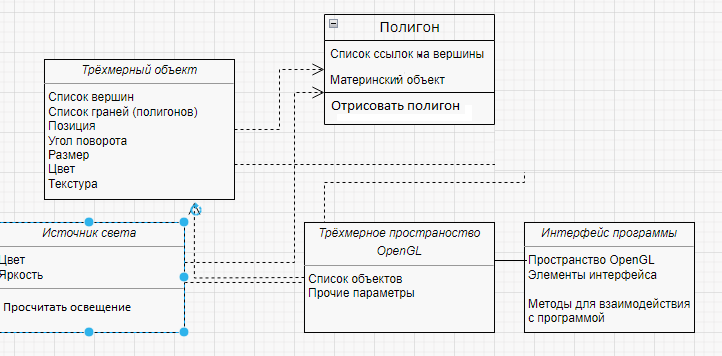 Полигон
Список ссылок на вершины
Материнский объект
Отрисовать полигон
Трёхмерный объект
Список вершин
Список граней (полигонов)
Позиция
Угол поворота
Размер
Цвет
Текстура
Источник света
Цвет
Яркость
Просчитать освещение
Трёхмерное простраство
OpenGL
Список объектов
Прочие параметры
Интерфейс программы
Пространство OpenGL
Элементы интерфейса
Методы для взаимодействия
с программой